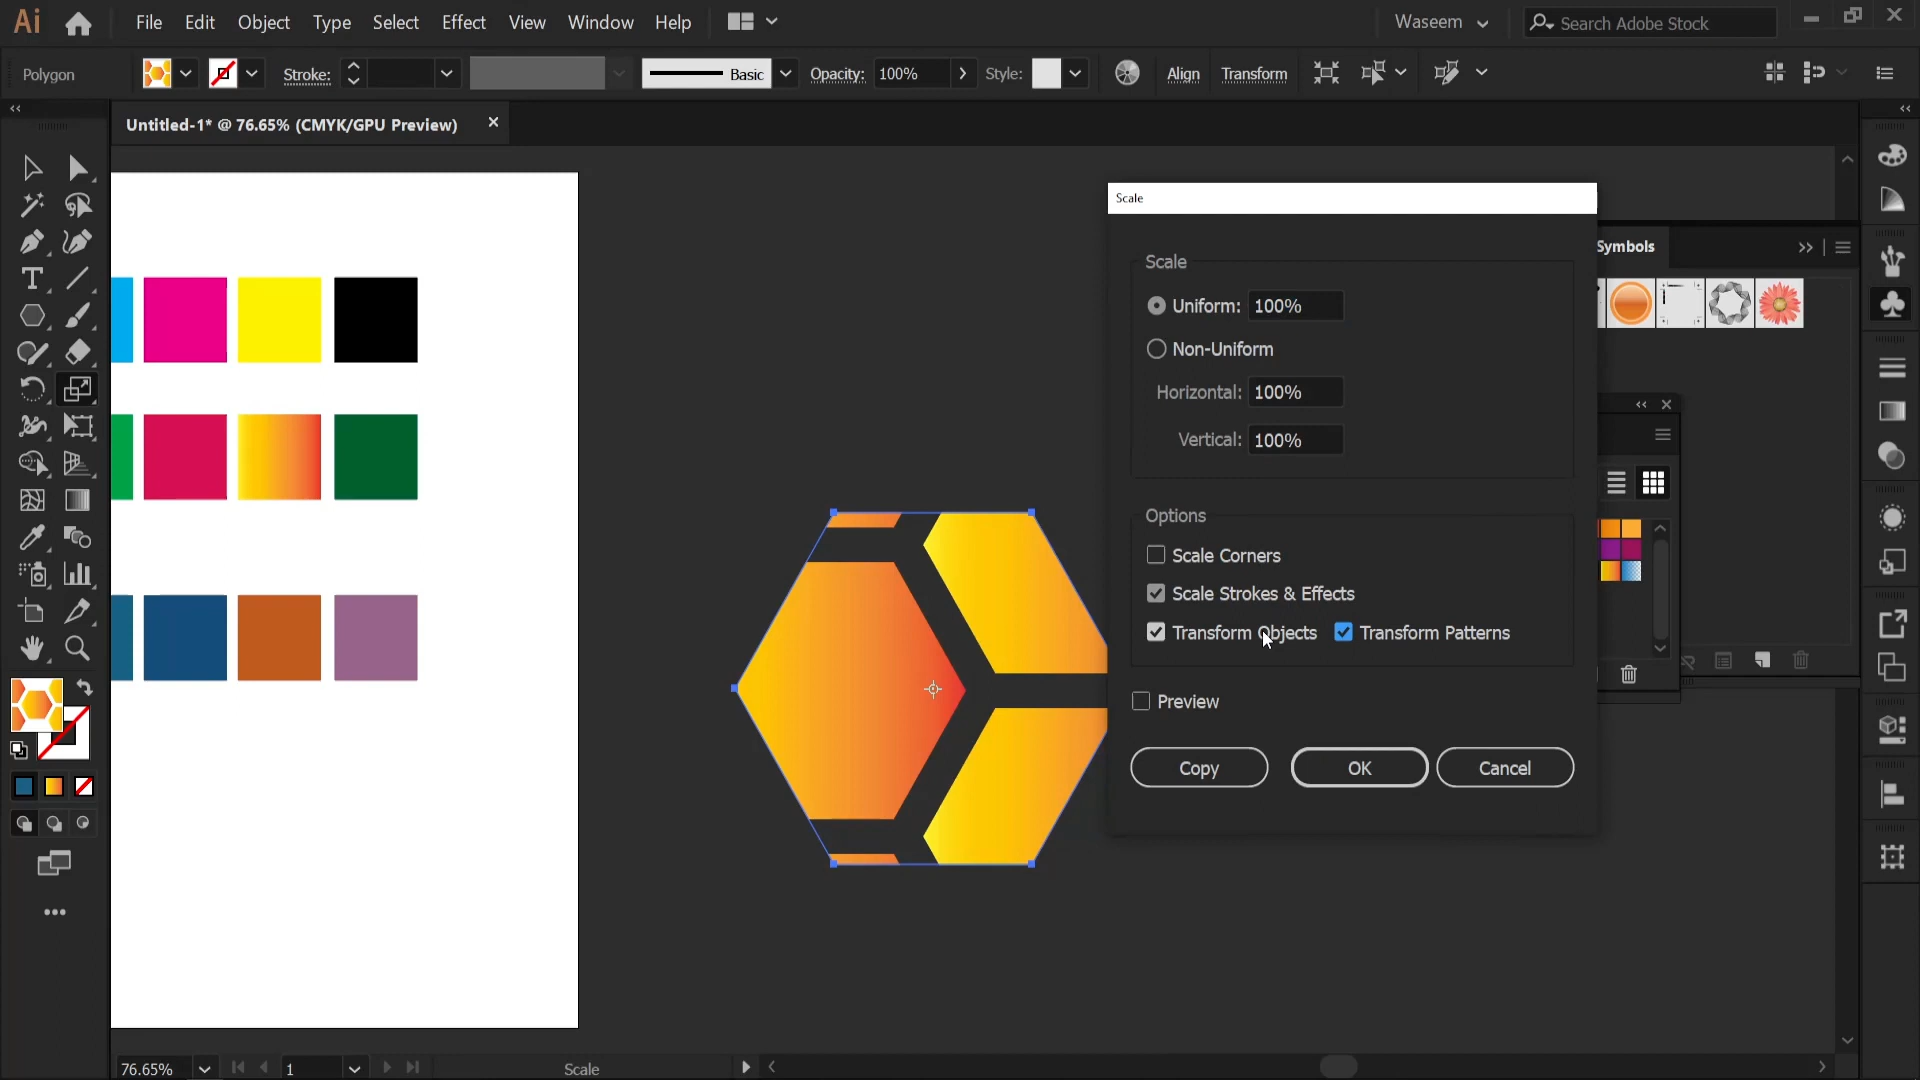 Ai File Edit Object Type Select Effect View Window Help Waseem Search Adobe Stock
Polygon Stroke: Basic Opacity: 100% Style: Align Transform
Untitled-1* @ 76.65% (CMYK/GPU Preview)
Scale
Symbols
Scale
Uniform: 100%
Non-Uniform
Horizontal: 100%
Vertical: 100%
Options
Scale Corners
Scale Strokes & Effects
Transform Objects Transform Patterns
Preview
Copy OK Cancel
76.65% 1 Scale